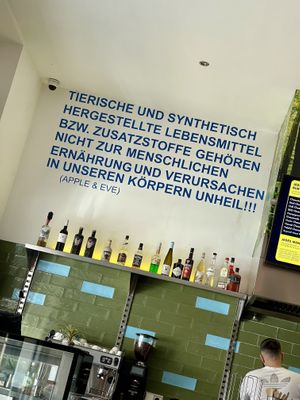 TIERISCHE UND SYNTHETISCH
HERGESTELLTE LEBENSMITTEL
BZW. ZUSATZSTOFFE GEHÖREN
NICHT ZUR MENSCHLICHEN
ERNÄHRUNG UND VERURSACHEN
IN UNSEREN KÖRPERN UNHEIL!!!
(APPLE & EVE)